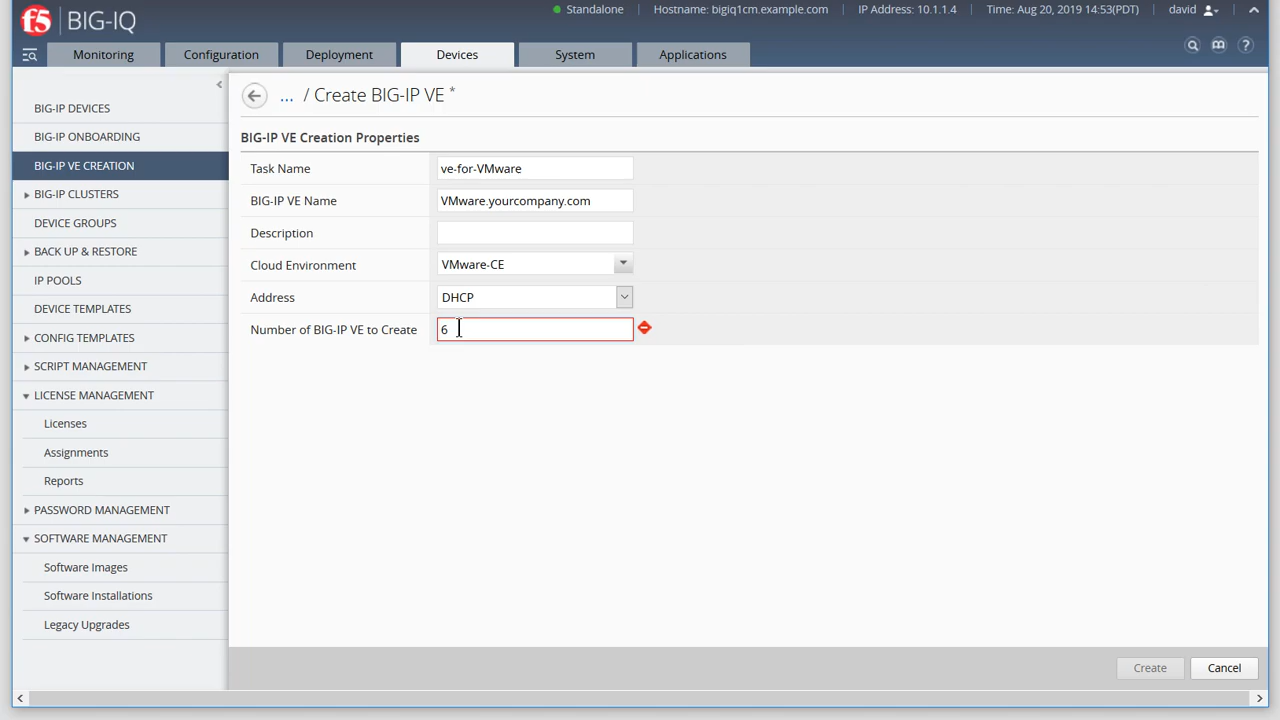 f5 BIG-IQ
Standalone
Hostname: bigiq1cm.example.com
IP Address: 10.1.1.4
Time: Aug 20, 2019 14:53(PDT)
david
Monitoring
Configuration
Deployment
Devices
System
Applications
BIG-IP DEVICES
BIG-IP ONBOARDING
BIG-IP VE CREATION
BIG-IP CLUSTERS
DEVICE GROUPS
BACK UP & RESTORE
IP POOLS
DEVICE TEMPLATES
CONFIG TEMPLATES
SCRIPT MANAGEMENT
LICENSE MANAGEMENT
Licenses
Assignments
Reports
PASSWORD MANAGEMENT
SOFTWARE MANAGEMENT
Software Images
Software Installations
Legacy Upgrades
... / Create BIG-IP VE *
BIG-IP VE Creation Properties
Task Name ve-for-VMware
BIG-IP VE Name VMware.yourcompany.com
Description
Cloud Environment VMware-CE
Address DHCP
Number of BIG-IP VE to Create 6
Create
Cancel